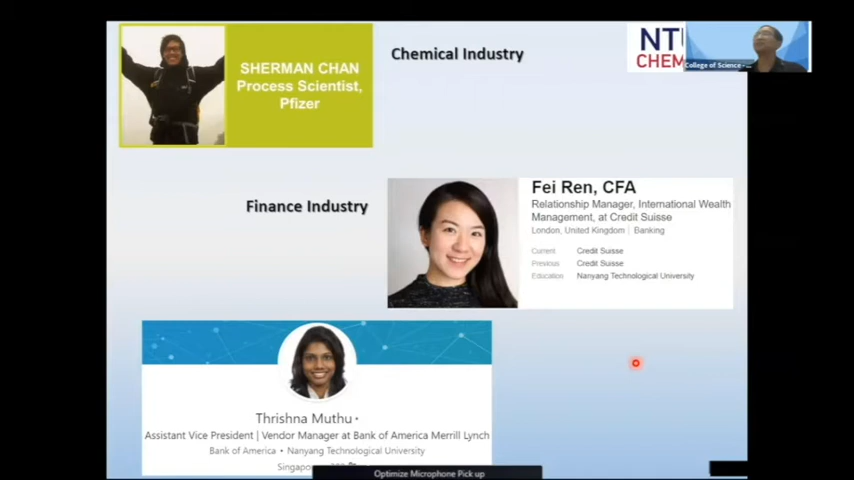 SHERMAN CHAN
Process Scientist,
Pfizer
Chemical Industry
CHEM
College of Science -
Finance Industry
Fei Ren, CFA
Relationship Manager, International Wealth
Management, at Credit Suisse
London, United Kingdom | Banking
Current Credit Suisse
Previous Credit Suisse
Education Nanyang Technological University
Thrishna Muthu
Assistant Vice President | Vendor Manager at Bank of America Merrill Lynch
Bank of America • Nanyang Technological University
Optimize Microphone Pick up